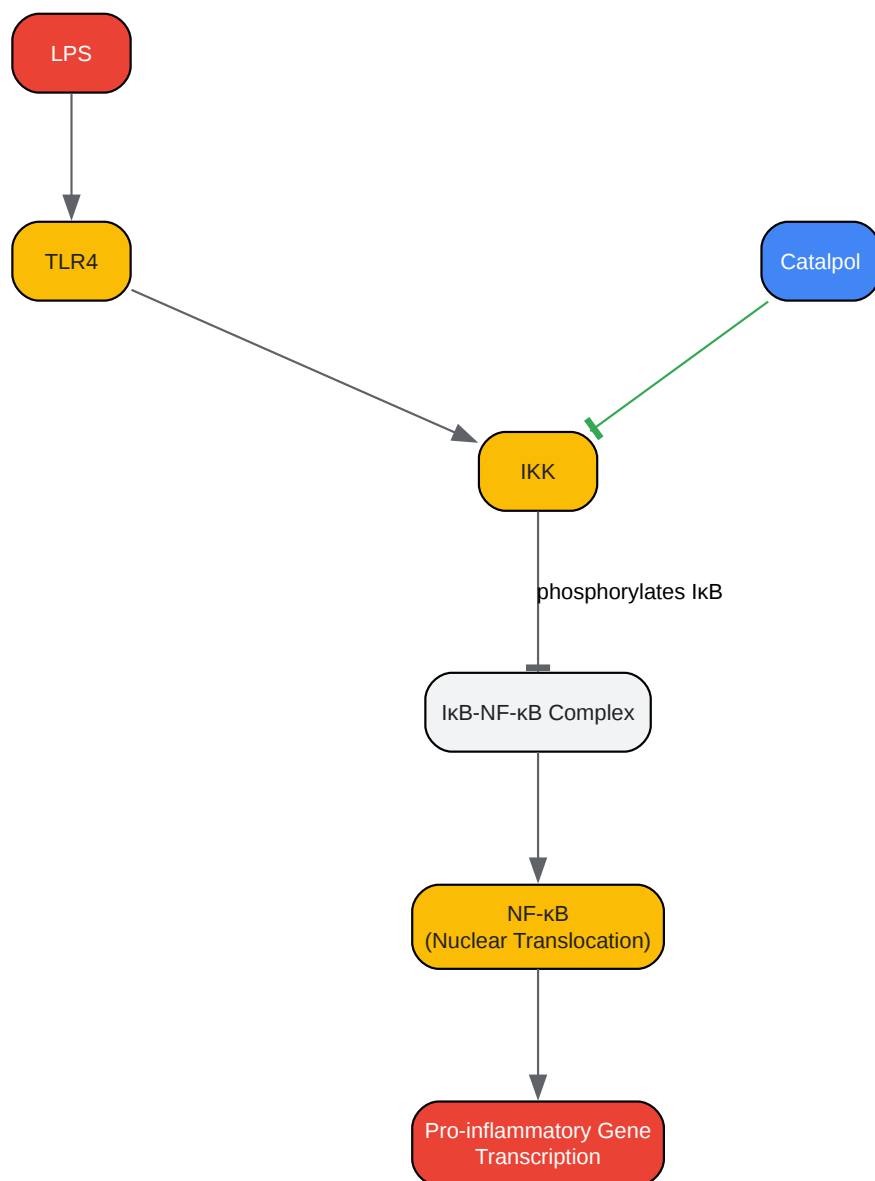 LPS
TLR4
Catalpol
IKK
phosphorylates IκB
IκB-NF-κB Complex
NF-κB
(Nuclear Translocation)
Pro-inflammatory Gene
Transcription